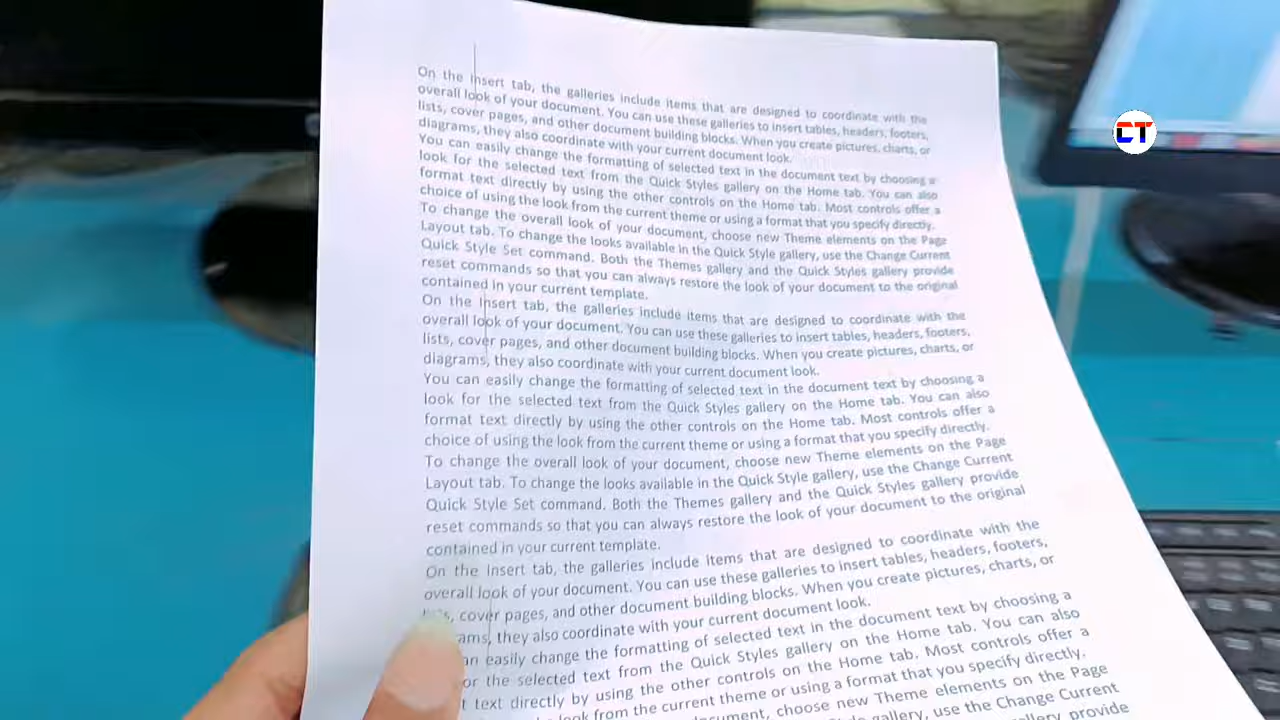 CT
On the insert tab, the galleries include items that are designed to coordinate with the
overall look of your document. You can use these galleries to insert tables, headers, footers,
lists, cover pages, and other document building blocks. When you create pictures, charts, or
diagrams, they also coordinate with your current document look.
You can easily change the formatting of selected text in the document text by choosing a
look for the selected text from the Quick Styles gallery on the Home tab. You can also
format text directly by using the other controls on the Home tab. Most controls offer a
choice of using the look from the current theme or using a format that you specify directly.
To change the overall look of your document, choose new Theme elements on the Page
Layout tab. To change the looks available in the Quick Style gallery, use the Change Current
Quick Style Set command. Both the Themes gallery and the Quick Styles gallery provide
reset commands so that you can always restore the look of your document to the original
contained in your current template.
On the Insert tab, the galleries include items that are designed to coordinate with the
overall look of your document. You can use these galleries to insert tables, headers, footers,
lists, cover pages, and other document building blocks. When you create pictures, charts, or
diagrams, they also coordinate with your current document look.
You can easily change the formatting of selected text in the document text by choosing a
look for the selected text from the Quick Styles gallery on the Home tab. You can also
format text directly by using the other controls on the Home tab. Most controls offer a
choice of using the look from the current theme or using a format that you specify directly.
To change the overall look of your document, choose new Theme elements on the Page
Layout tab. To change the looks available in the Quick Style gallery, use the Change Current
Quick Style Set command. Both the Themes gallery and the Quick Styles gallery provide
reset commands so that you can always restore the look of your document to the original
contained in your current template.
On the Insert tab, the galleries include items that are designed to coordinate with the
overall look of your document. You can use these galleries to insert tables, headers, footers,
cover pages, and other document building blocks. When you create pictures, charts, or
ams, they also coordinate with your current document look.
an easily change the formatting of selected text in the document text by choosing a
or the selected text from the Quick Styles gallery on the Home tab. You can also
t text directly by using the other controls on the Home tab. Most controls offer a
look from the current theme or using a format that you specify directly.
ument, choose new Theme elements on the Page
gallery, use the Change Current
gallery provide